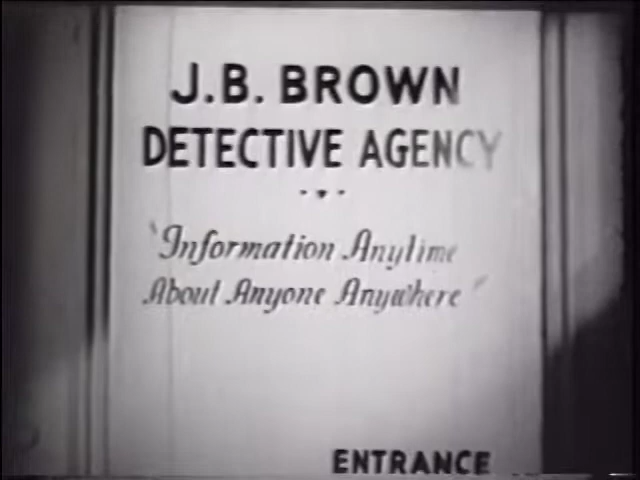 J.B. BROWN
DETECTIVE AGENCY
"Information Anytime
About Anyone Anywhere"
ENTRANCE